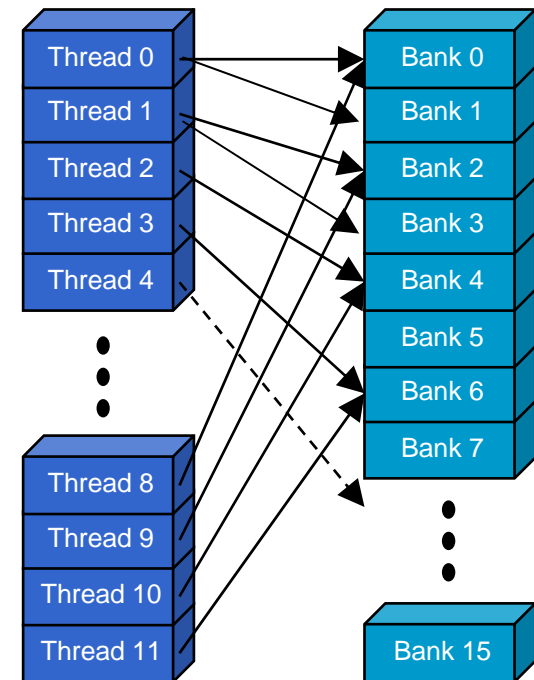 Thread 0
Thread 1
Thread 2
Thread 3
Thread 4
Thread 8
Thread 9
Thread 10
Thread 11
Bank 0
Bank 1
Bank 2
Bank 3
Bank 4
Bank 5
Bank 6
Bank 7
Bank 15